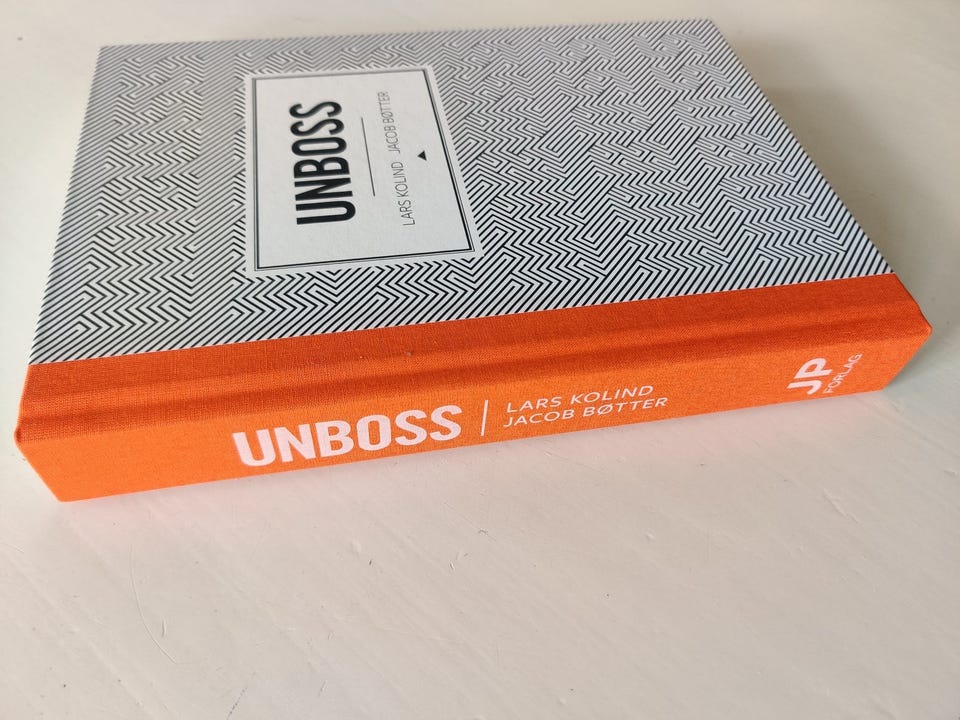 UNBOSS
LARS KOLIND JACOB BØTTER
UNBOSS
LARS KOLIND
JACOB BØTTER
JP
FORLAG